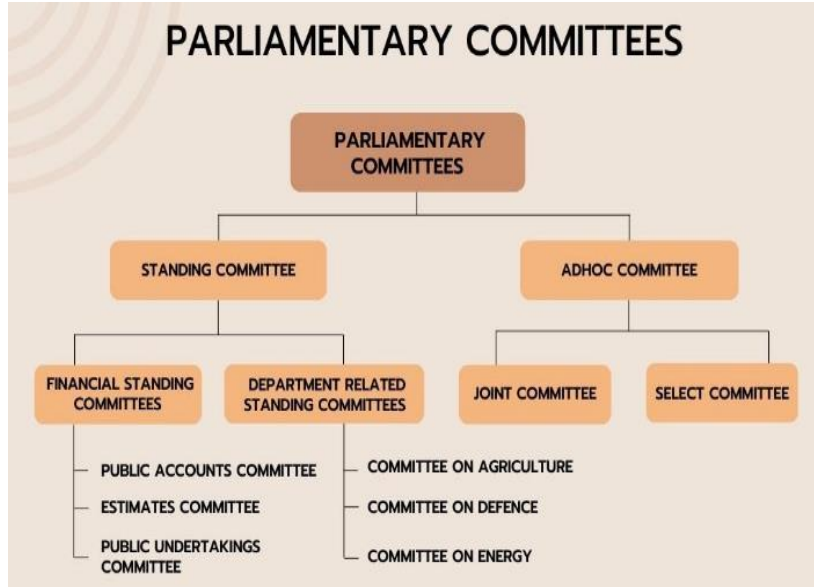 PARLIAMENTARY COMMITTEES
PARLIAMENTARY
COMMITTEES
STANDING COMMITTEE
ADHOC COMMITTEE
FINANCIAL STANDING
COMMITTEES
DEPARTMENT RELATED
STANDING COMMITTEES
JOINT COMMITTEE
SELECT COMMITTEE
PUBLIC ACCOUNTS COMMITTEE
ESTIMATES COMMITTEE
PUBLIC UNDERTAKINGS
COMMITTEE
COMMITTEE ON AGRICULTURE
COMMITTEE ON DEFENCE
COMMITTEE ON ENERGY